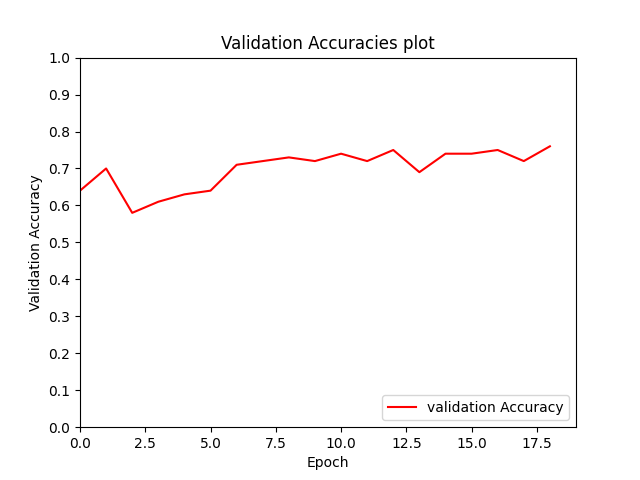 Validation Accuracies plot
1.0
0.9
0.8
0.7
0.6
0.5
0.4
0.3
0.2
0.1
0.0
Validation Accuracy
validation Accuracy
0.0 2.5 5.0 7.5 10.0 12.5 15.0 17.5
Epoch